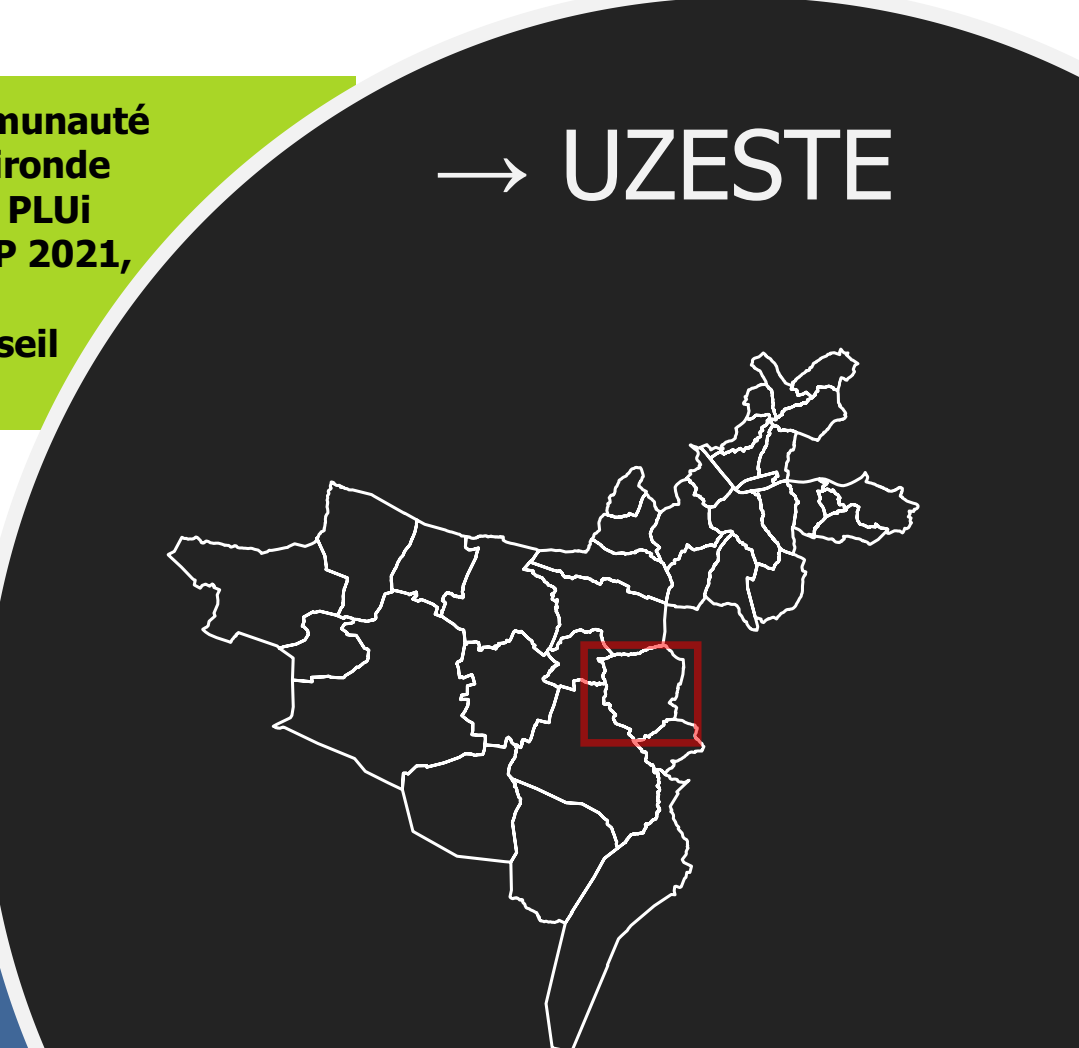 munauté
ironde
PLUi
P 2021,
seil
→ UZESTE